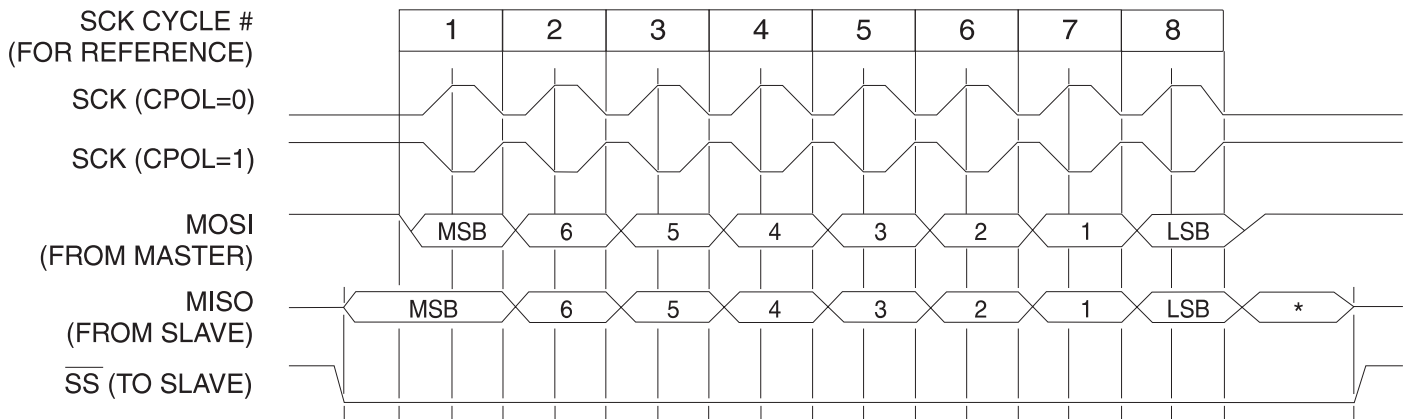 SCK CYCLE # 1 2 3 4 5 6 7 8
(FOR REFERENCE)
SCK (CPOL=0)
SCK (CPOL=1)
MOSI MSB 6 5 4 3 2 1 LSB
(FROM MASTER)
MISO MSB 6 5 4 3 2 1 LSB *
(FROM SLAVE)
SS (TO SLAVE)